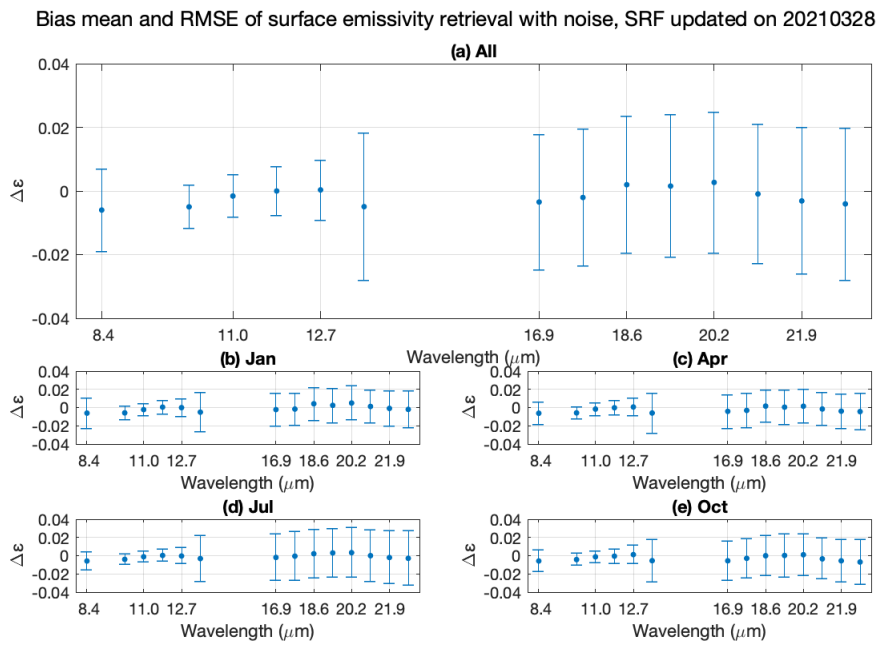 Bias mean and RMSE of surface emissivity retrieval with noise, SRF updated on 20210328
(a) All
0.04
0.02
0
-0.02
-0.04
Δε
8.4 11.0 12.7 16.9 18.6 20.2 21.9
Wavelength (μm)
(b) Jan
0.04
0.02
0
-0.02
-0.04
Δε
8.4 11.0 12.7 16.9 18.6 20.2 21.9
Wavelength (μm)
(c) Apr
0.04
0.02
0
-0.02
-0.04
Δε
8.4 11.0 12.7 16.9 18.6 20.2 21.9
Wavelength (μm)
(d) Jul
0.04
0.02
0
-0.02
-0.04
Δε
8.4 11.0 12.7 16.9 18.6 20.2 21.9
Wavelength (μm)
(e) Oct
0.04
0.02
0
-0.02
-0.04
Δε
8.4 11.0 12.7 16.9 18.6 20.2 21.9
Wavelength (μm)